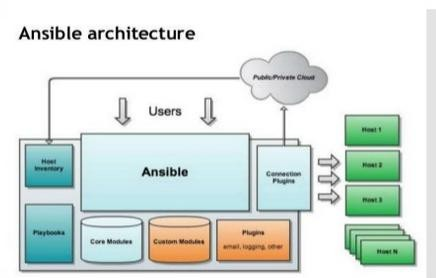 Ansible architecture
Public/Private Cloud
Users
Host
Inventory
Ansible
Connection
Plugins
Host 1
Host 2
Host 3
Host N
Playbooks
Core Modules
Custom Modules
Plugins
email, logging, other